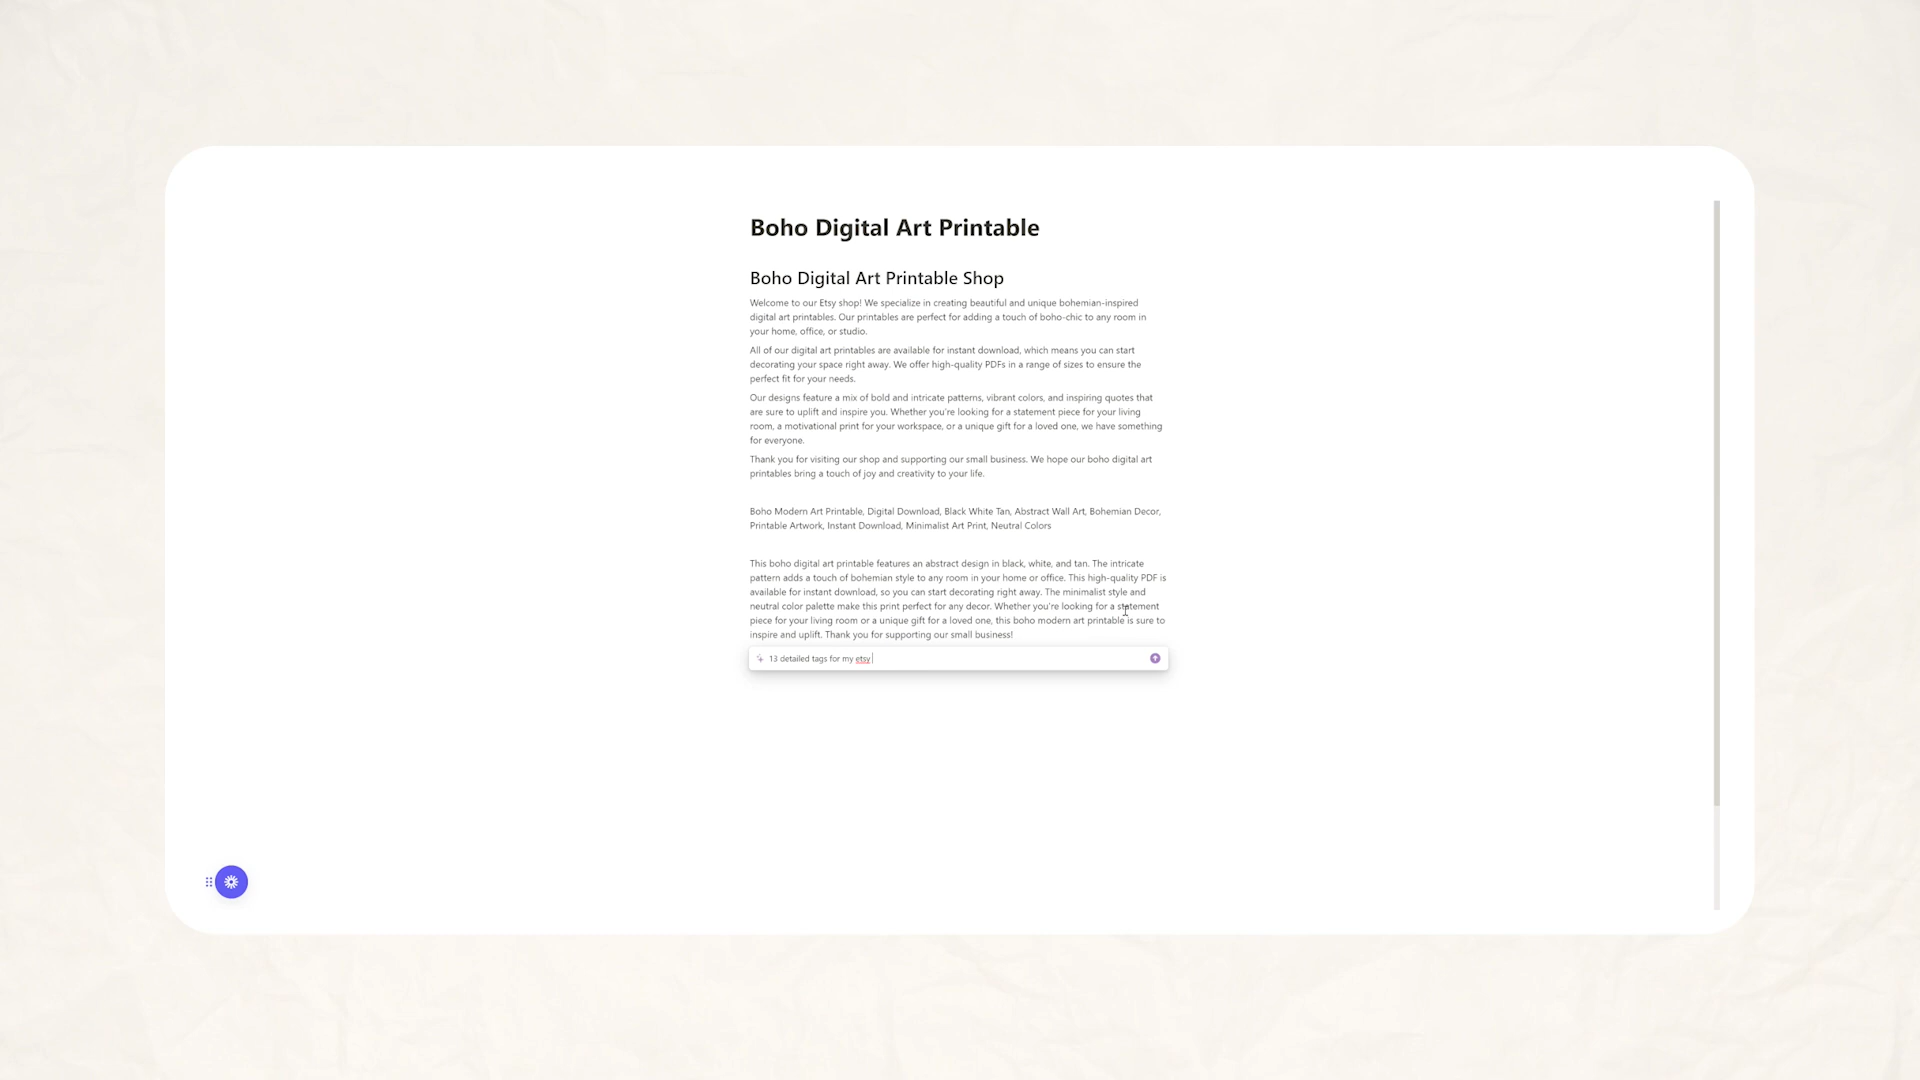 Boho Digital Art Printable
Boho Digital Art Printable Shop
Welcome to our Etsy shop! We specialize in creating beautiful and unique bohemian-inspired
digital art printables. Our printables are perfect for adding a touch of boho-chic to any room in
your home, office, or studio.
All of our digital art printables are available for instant download, which means you can start
decorating your space right away. We offer high-quality PDFs in a range of sizes to ensure the
perfect fit for your needs.
Our designs feature a mix of bold and intricate patterns, vibrant colors, and inspiring quotes that
are sure to uplift and inspire you. Whether you're looking for a statement piece for your living
room, a motivational print for your workspace, or a unique gift for a loved one, we have something
for everyone.
Thank you for visiting our shop and supporting our small business. We hope our boho digital art
printables bring a touch of joy and creativity to your life.
Boho Modern Art Printable, Digital Download, Black White Tan, Abstract Wall Art, Bohemian Decor,
Printable Artwork, Instant Download, Minimalist Art Print, Neutral Colors
This boho digital art printable features an abstract design in black, white, and tan. The intricate
pattern adds a touch of bohemian style to any room in your home or office. This high-quality PDF is
available for instant download, so you can start decorating right away. The minimalist style and
neutral color palette make this print perfect for any decor. Whether you're looking for a statement
piece for your living room or a unique gift for a loved one, this boho modern art printable is sure to
inspire and uplift. Thank you for supporting our small business!
13 detailed tags for my etsy